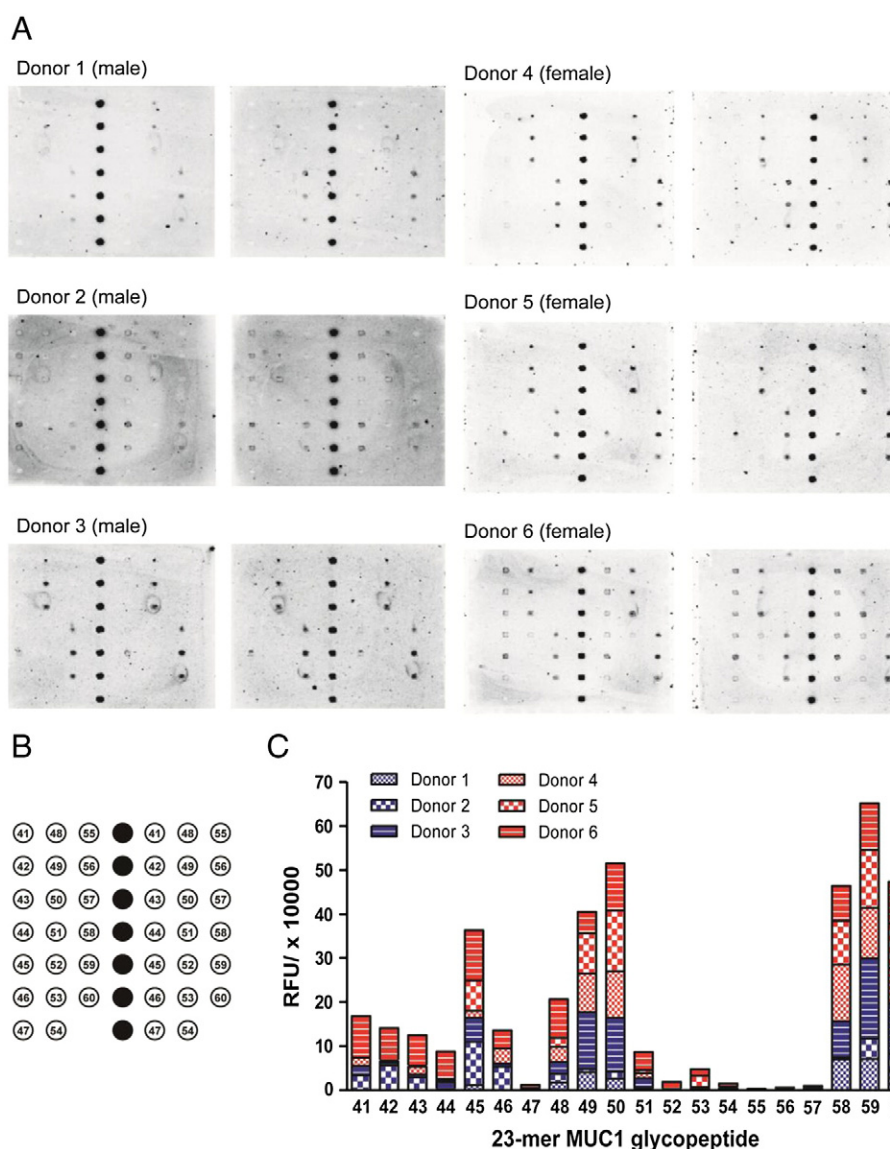 A
Donor 1 (male)
Donor 4 (female)
Donor 2 (male)
Donor 5 (female)
Donor 3 (male)
Donor 6 (female)
B
41 48 55 41 48 55
42 49 56 42 49 56
43 50 57 43 50 57
44 51 58 44 51 58
45 52 59 45 52 59
46 53 60 46 53 60
47 54 47 54
C
Donor 1 Donor 4
Donor 2 Donor 5
Donor 3 Donor 6
RFU/ x 10000
70
60
50
40
30
20
10
0
41 42 43 44 45 46 47 48 49 50 51 52 53 54 55 56 57 58 59
23-mer MUC1 glycopeptide